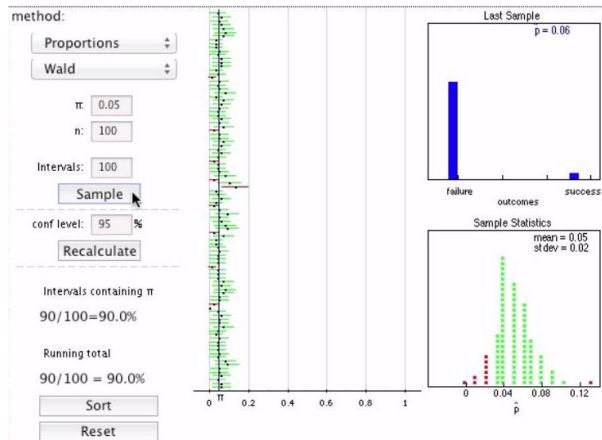 method:
Proportions
Wald
π: 0.05
n: 100
Intervals: 100
Sample
conf level: 95 %
Recalculate
Intervals containing π
90/100=90.0%
Running total
90/100 = 90.0%
Sort
Reset
0 π 0.2 0.4 0.6 0.8 1
Last Sample
p = 0.06
failure success
outcomes
Sample Statistics
mean = 0.05
st dev = 0.02
0 0.04 0.08 0.12
p̂